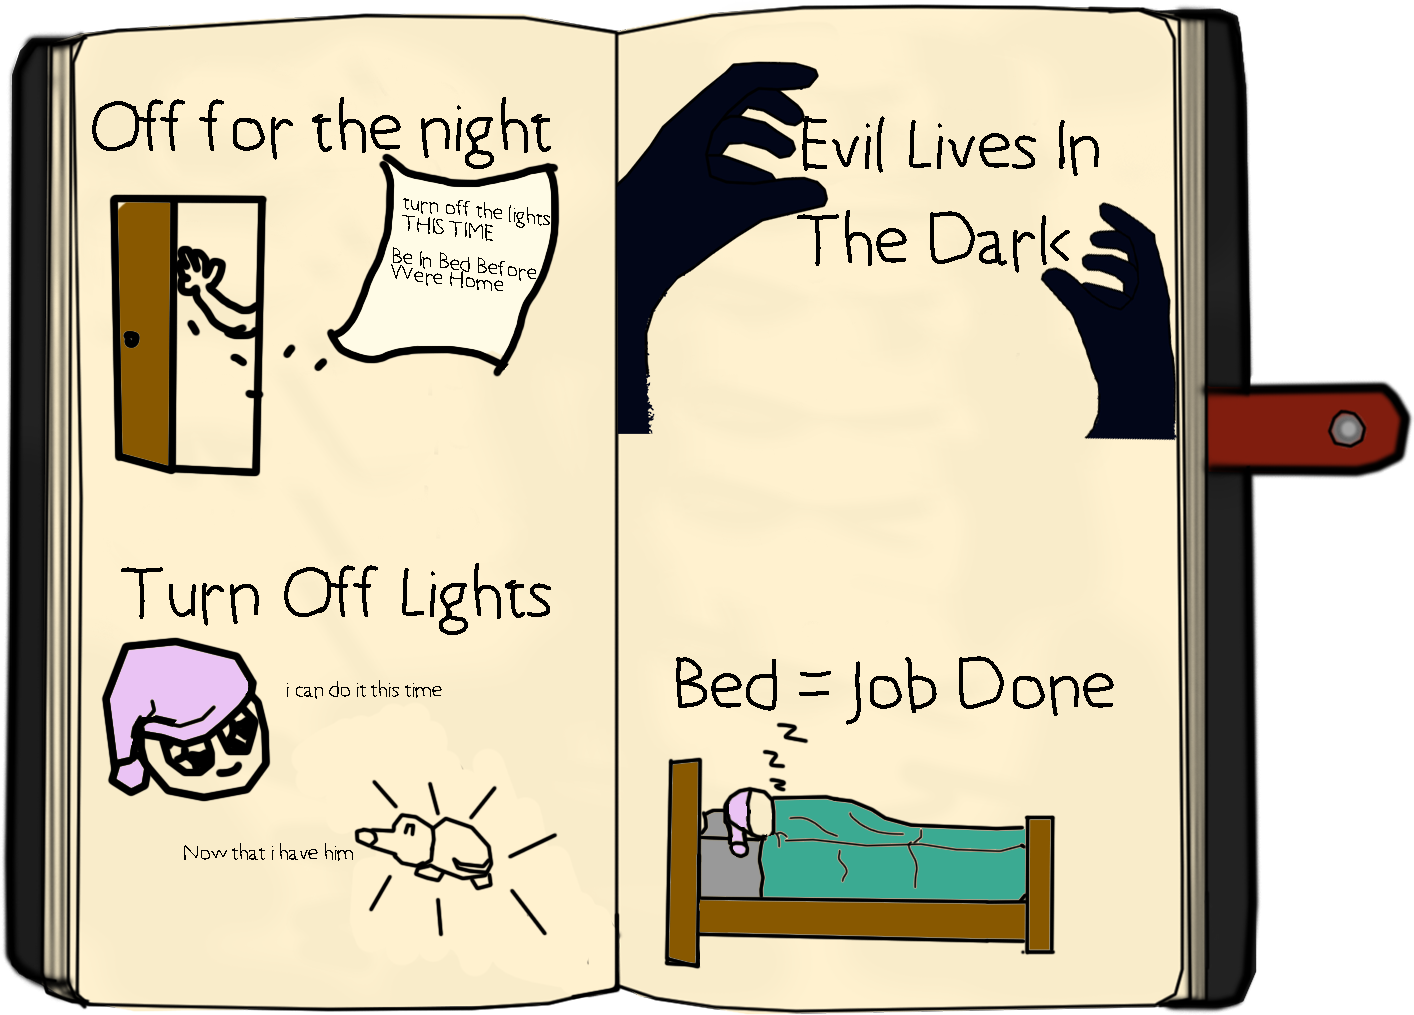 Off for the night
turn off the lights
THIS TIME
Be In Bed Before
Were Home
Turn Off Lights
i can do it this time
Now that i have him
Evil Lives In
The Dark
Bed = Job Done
z
z
z